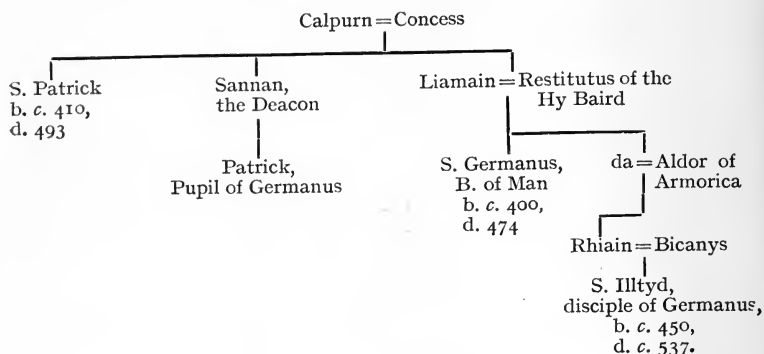 Calpurn = Concess
S. Patrick
b. c. 410,
d. 493
Sannan,
the Deacon
Patrick,
Pupil of Germanus
Liamain = Restitutus of the
Hy Baird
S. Germanus,
B. of Man
b. c. 400,
d. 474
da = Aldor of
Armorica
Rhiain = Bicanys
S. Illtyd,
disciple of Germanus,
b. c. 450,
d. c. 537.